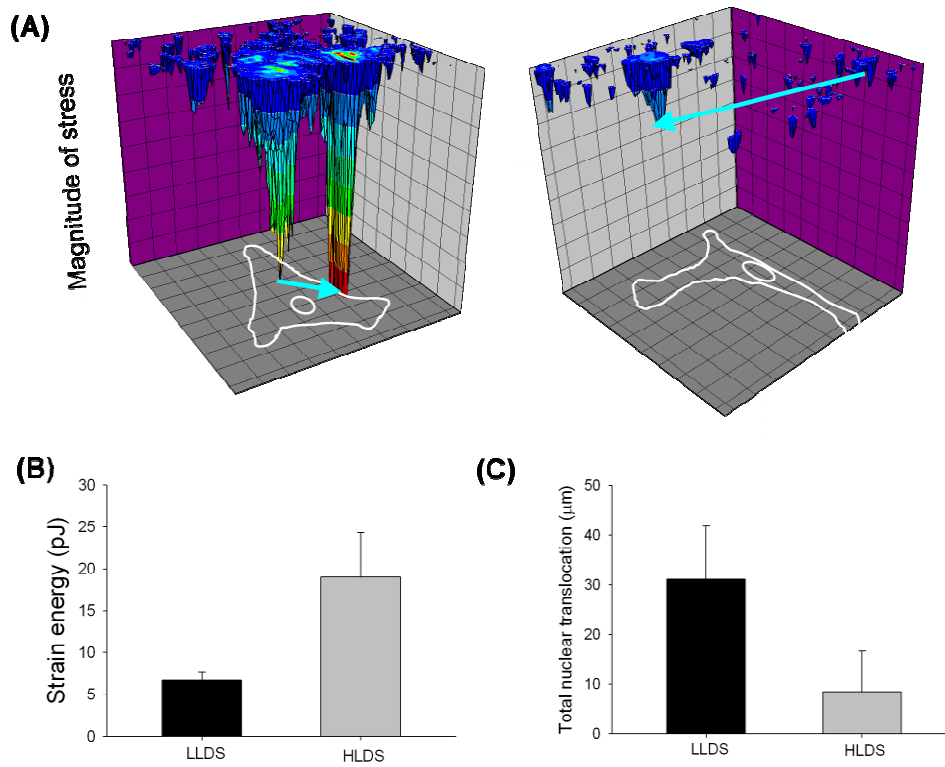 (A)
Magnitude of stress
(B)
Strain energy (pJ)
30
25
20
15
10
5
0
LLDS
HLDS
(C)
Total nuclear translocation (μm)
50
40
30
20
10
0
LLDS
HLDS